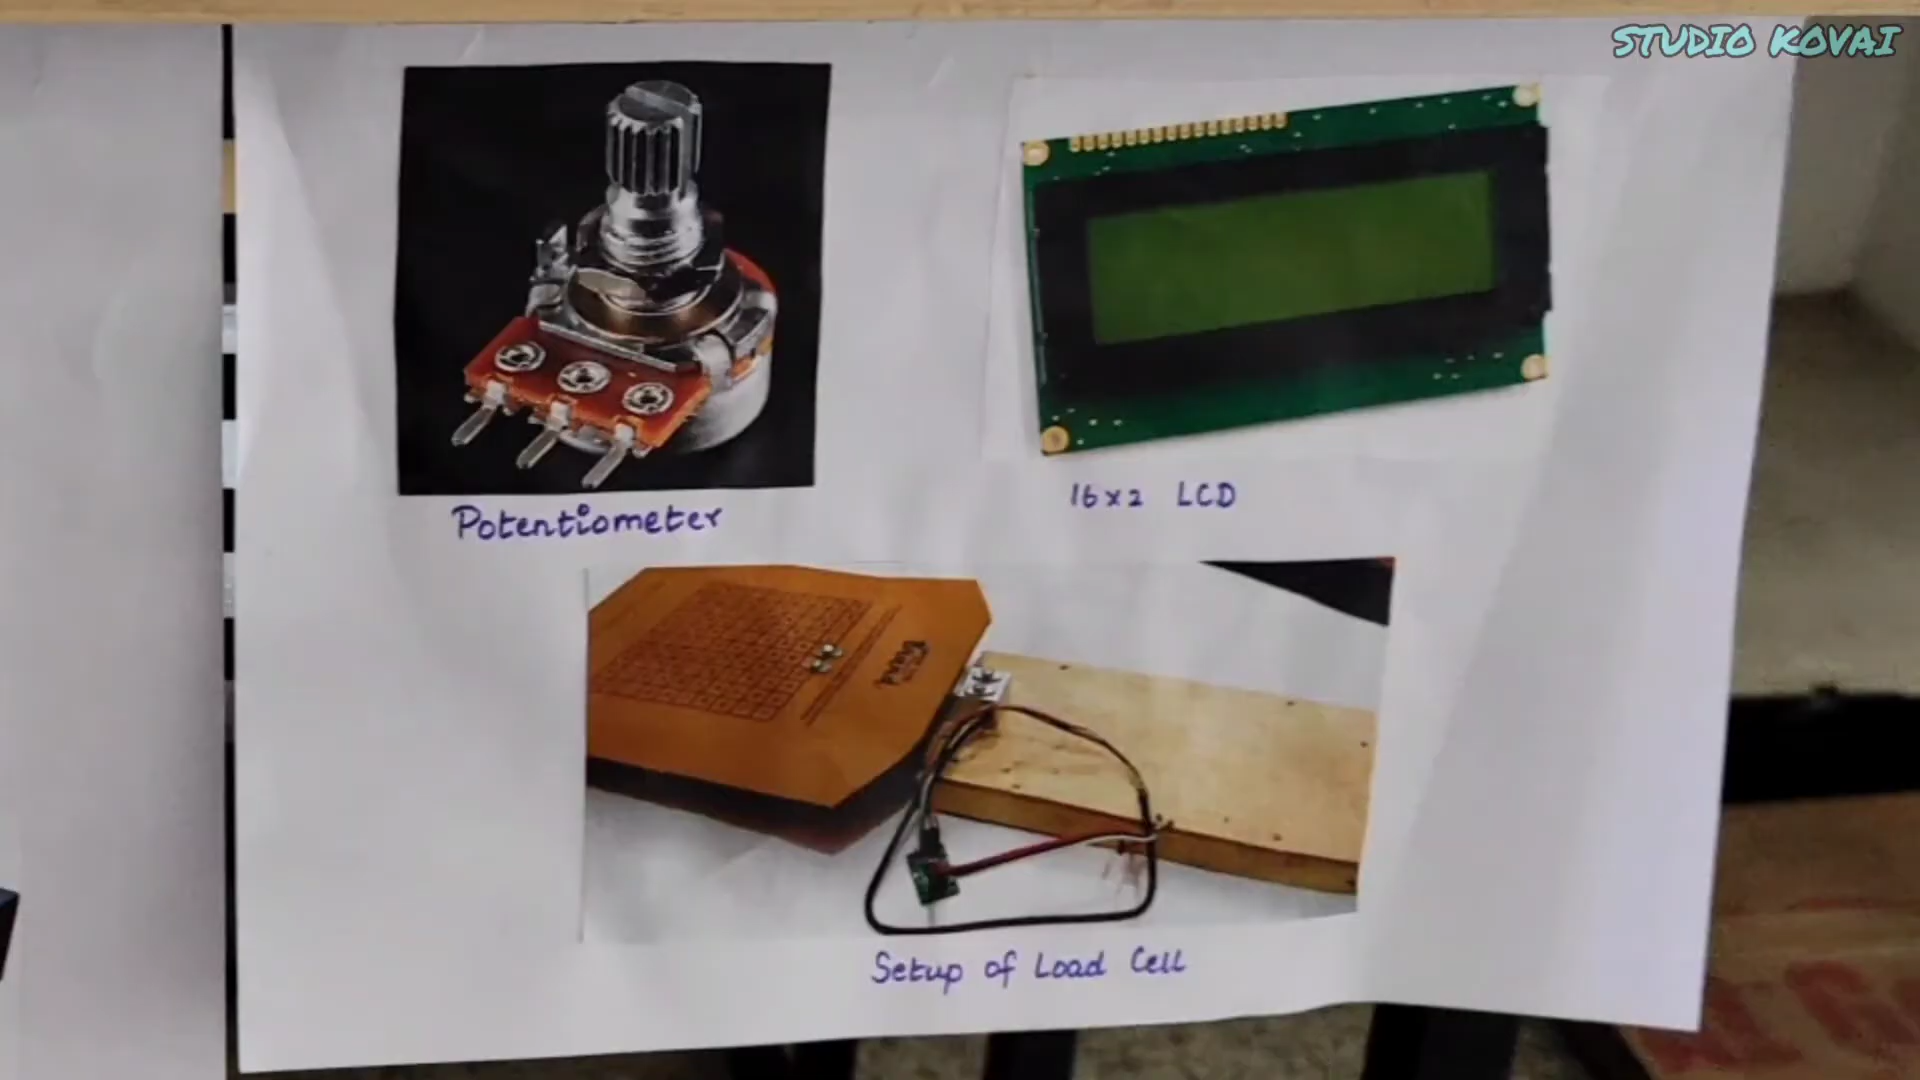 STUDIO KOVAI
Potentiometer
16x2 LCD
Setup of Load Cell